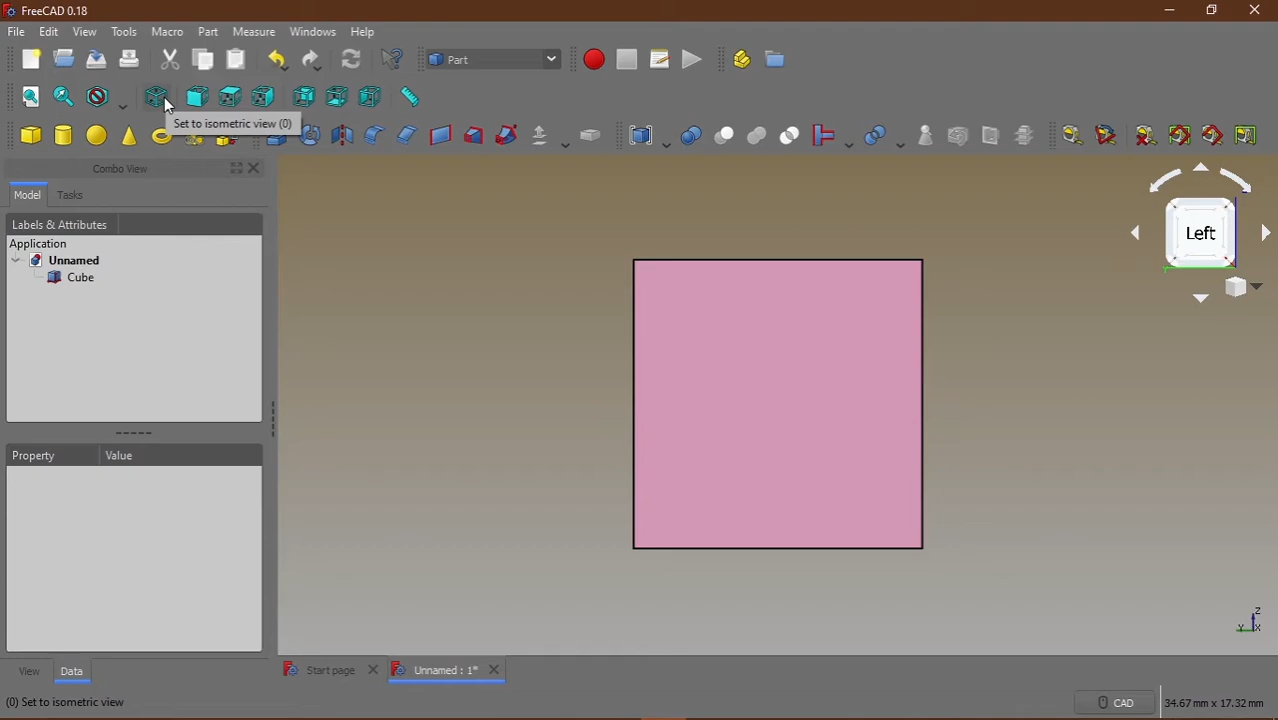 FreeCAD 0.18
File Edit View Tools Macro Part Measure Windows Help
Part
Set to isometric view (0)
Combo View
Model Tasks
Labels & Attributes
Application
Unnamed
Cube
Left
Y
Property Value
Z
Y X
View Data
Start page Unnamed : 1*
(0) Set to isometric view
CAD 34.67 mm x 17.32 mm